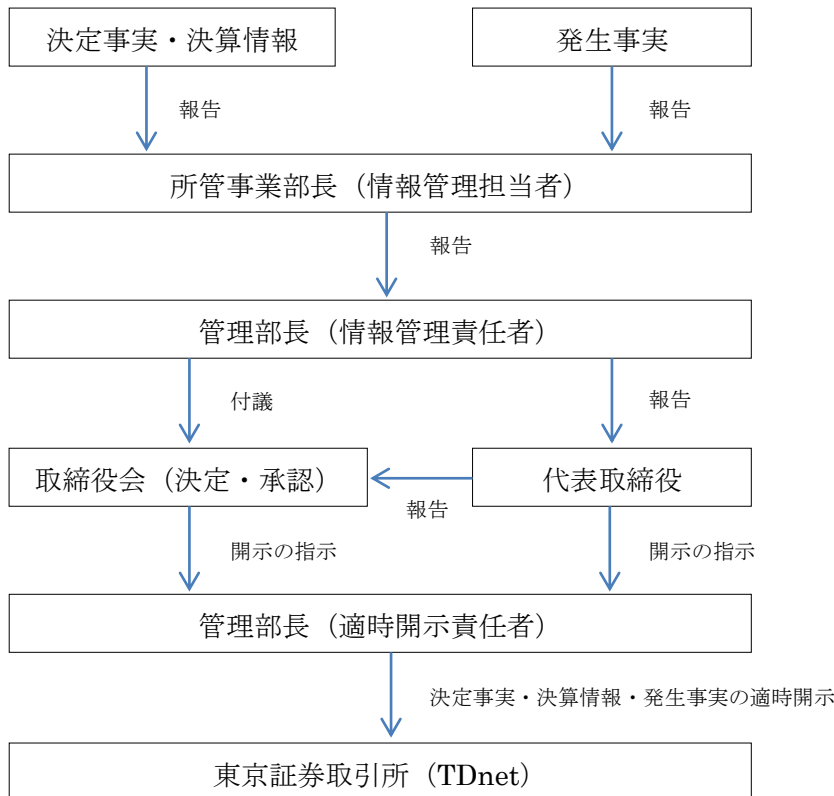 決定事実・決算情報
発生事実
報告
報告
所管事業部長（情報管理担当者）
報告
管理部長（情報管理責任者）
付議
報告
取締役会（決定・承認）
代表取締役
報告
開示の指示
開示の指示
管理部長（適時開示責任者）
決定事実・決算情報・発生事実の適時開示
東京証券取引所（TDnet）